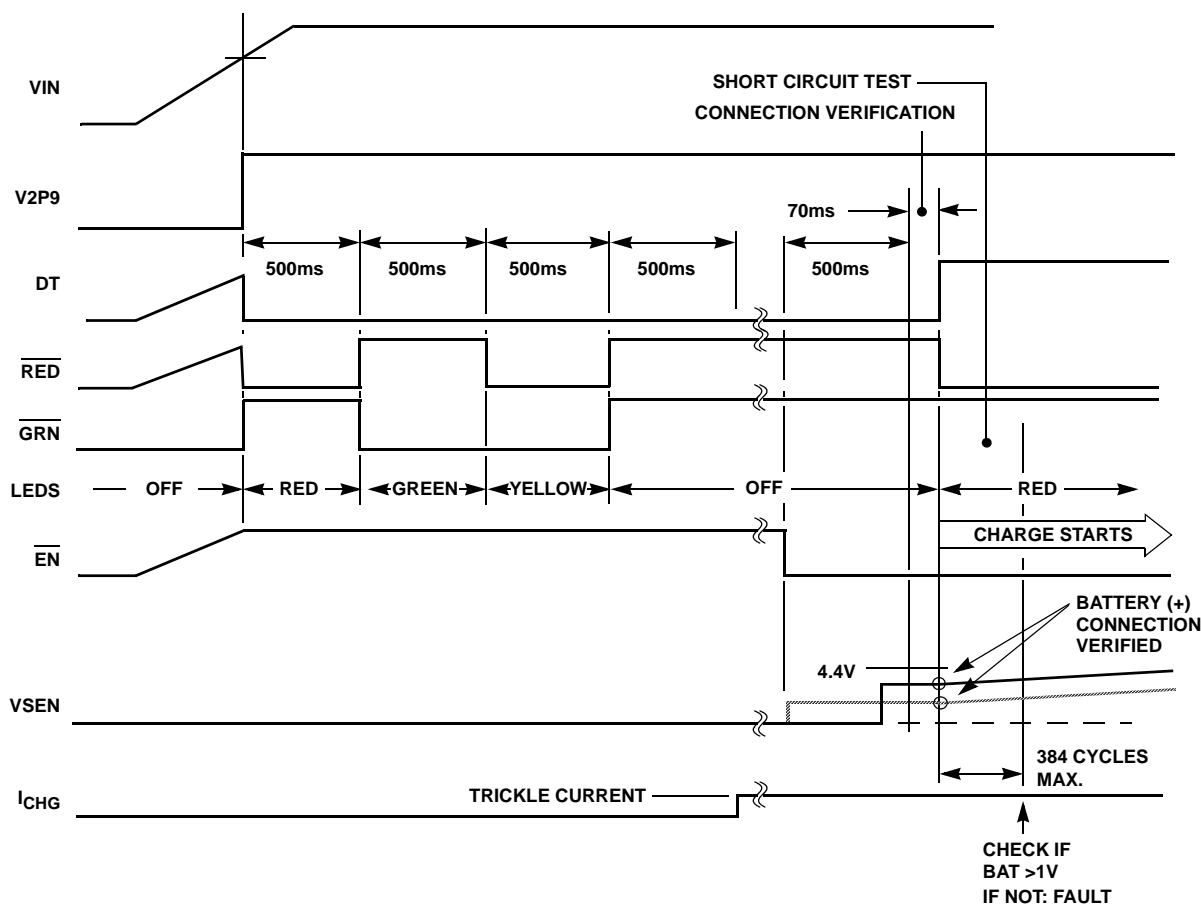 VIN
SHORT CIRCUIT TEST
CONNECTION VERIFICATION
V2P9
70ms
500ms 500ms 500ms 500ms 500ms
DT
RED
GRN
LEDS OFF RED GREEN YELLOW OFF RED
CHARGE STARTS
EN
BATTERY (+)
CONNECTION
VERIFIED
4.4V
VSEN
384 CYCLES
MAX.
ICHG
TRICKLE CURRENT
CHECK IF
BAT >1V
IF NOT: FAULT